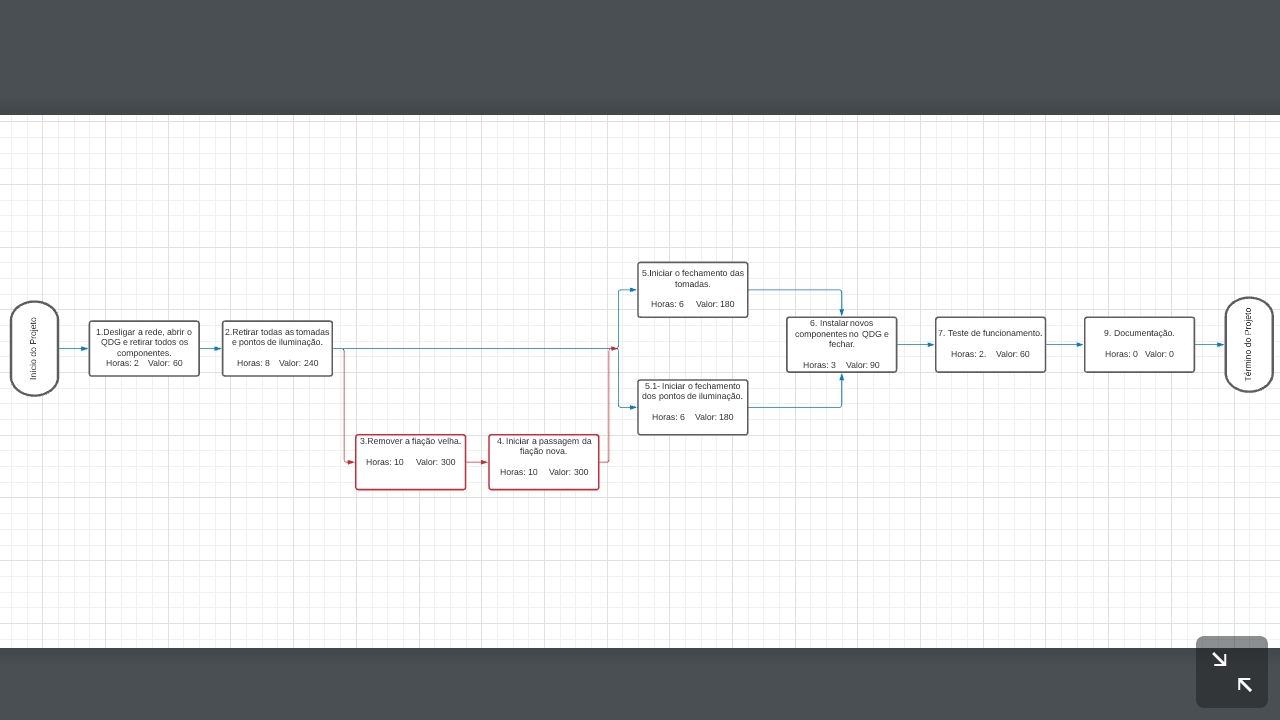 Início do Projeto
1.Desligar a rede, abrir o
QDG e retirar todos os
componentes.
Horas: 2 Valor: 60
2.Retirar todas as tomadas
e pontos de iluminação.
Horas: 8 Valor: 240
3.Remover a fiação velha.
Horas: 10 Valor: 300
4. Iniciar a passagem da
fiação nova.
Horas: 10 Valor: 300
5.Iniciar o fechamento das
tomadas.
Horas: 6 Valor: 180
5.1- Iniciar o fechamento
dos pontos de iluminação.
Horas: 6 Valor: 180
6. Instalar novos
componentes no QDG e
fechar.
Horas: 3 Valor: 90
7. Teste de funcionamento.
Horas: 2. Valor: 60
9. Documentação.
Horas: 0 Valor: 0
Término do Projeto